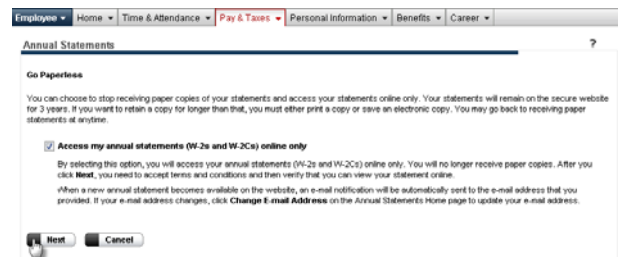 Employee Home Time & Attendance Pay & Taxes Personal Information Benefits Career
Annual Statements ?
Go Paperless
You can choose to stop receiving paper copies of your statements and access your statements online only. Your statements will remain on the secure website
for 3 years. If you want to retain a copy for longer than that, you must either print a copy or save an electronic copy. You may go back to receiving paper
statements at anytime.
Access my annual statements (W-2s and W-2Cs) online only
By selecting this option, you will access your annual statements (W-2s and W-2Cs) online only. You will no longer receive paper copies. After you
click Next, you need to accept terms and conditions and then verify that you can view your statement online.
When a new annual statement becomes available on the website, an e-mail notification will be automatically sent to the e-mail address that you
provided. If your e-mail address changes, click Change E-mail Address on the Annual Statements Home page to update your e-mail address.
Next Cancel